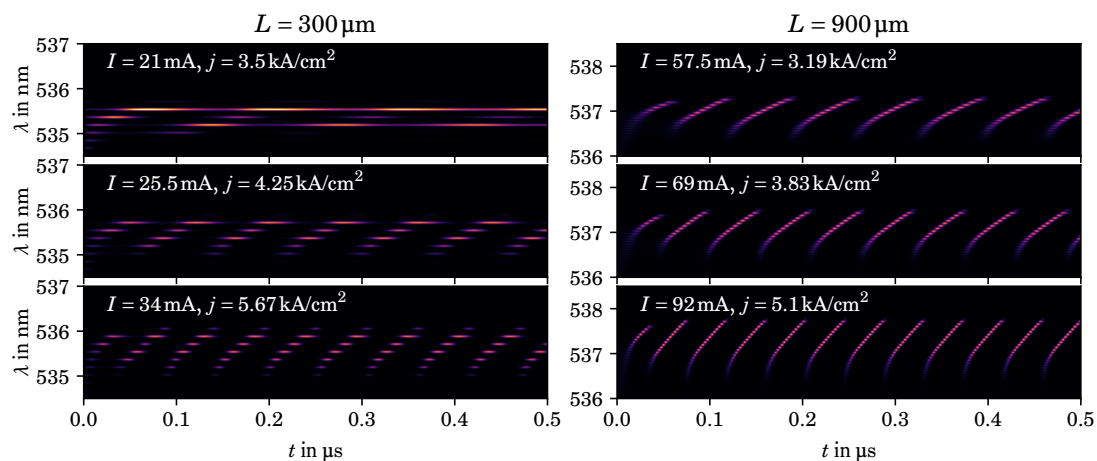 L = 300 µm
L = 900 µm
537
I = 21 mA, j = 3.5 kA/cm²
λ in nm
536
535
538
I = 57.5 mA, j = 3.19 kA/cm²
537
536
537
I = 25.5 mA, j = 4.25 kA/cm²
λ in nm
536
535
538
I = 69 mA, j = 3.83 kA/cm²
537
536
537
I = 34 mA, j = 5.67 kA/cm²
λ in nm
536
535
538
I = 92 mA, j = 5.1 kA/cm²
537
536
0.0 0.1 0.2 0.3 0.4 0.5
0.0 0.1 0.2 0.3 0.4 0.5
t in µs
t in µs